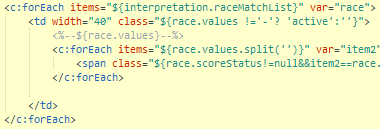 <c:forEach items="${interpretation.raceMatchList}" var="race">
<td width="40" class="${race.values !='-'? 'active':''}">
<%--${race.values}--%>
<c:forEach items="${race.values.split('')}" var="item2"
<span class="${race.scoreStatus!=null&&item2==race.
</c:forEach>
</td>
</c:forEach>